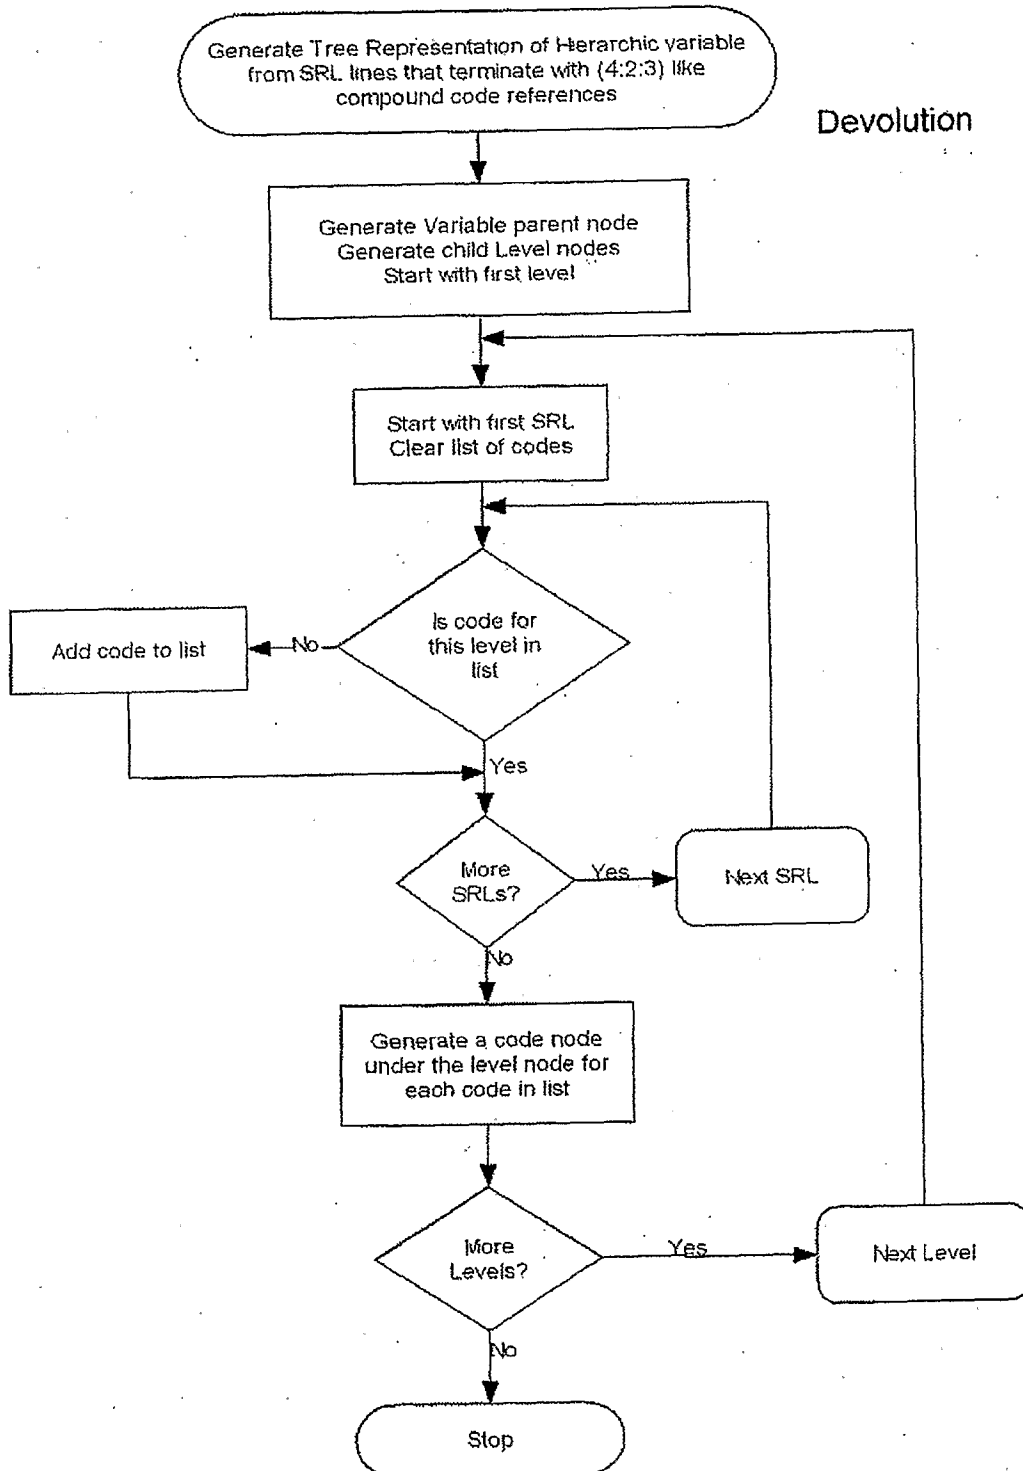 Generate Tree Representation of Hierarchic variable
from SRL lines that terminate with (4:2:3) like
compound code references
Devolution
Generate Variable parent node
Generate child Level nodes
Start with first level
Start with first SRL
Clear list of codes
Is code for
this level in
list
No
Add code to list
Yes
More
SRLs?
Yes
Next SRL
No
Generate a code node
under the level node for
each code in list
More
Levels?
Yes
Next Level
No
Stop